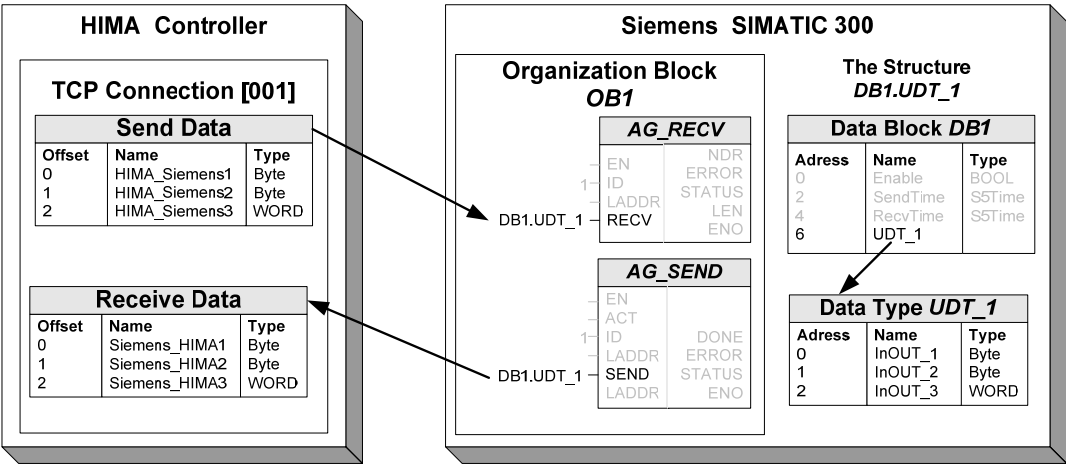 HIMA Controller
TCP Connection [001]
Send Data
Offset Name Type
0 HIMA_Siemens1 Byte
1 HIMA_Siemens2 Byte
2 HIMA_Siemens3 WORD
Receive Data
Offset Name Type
0 Siemens_HIMA1 Byte
1 Siemens_HIMA2 Byte
2 Siemens_HIMA3 WORD
Siemens SIMATIC 300
Organization Block
OB1
AG_RECV
NDR
EN
ERROR
1 ID
STATUS
LADDR
LEN
DB1.UDT_1 RECV
ENO
AG_SEND
EN
ACT
1 ID DONE
LADDR ERROR
DB1.UDT_1 SEND STATUS
LADDR ENO
The Structure
DB1.UDT_1
Data Block DB1
Adress Name Type
0 Enable BOOL
2 SendTime S5Time
4 RecvTime S5Time
6 UDT_1
Data Type UDT_1
Adress Name Type
0 InOUT_1 Byte
1 InOUT_2 Byte
2 InOUT_3 WORD